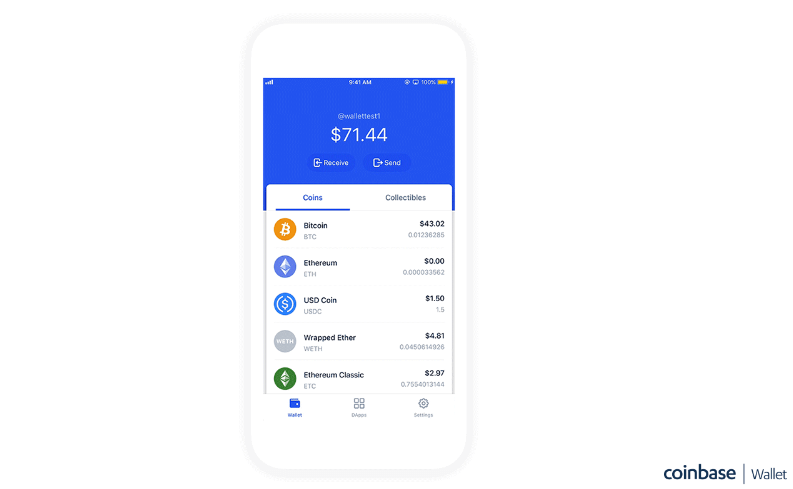 9:41 AM 100%
@wallettest1
$71.44
Receive Send
Coins Collectibles
Bitcoin $43.02
BTC 0.01236285
Ethereum $0.00
ETH 0.000033562
USD Coin $1.50
USDC 1.5
WETH Wrapped Ether $4.81
WETH 0.0450614926
Ethereum Classic $2.97
ETC 0.7554013144
Wallet DApps Settings
coinbase | Wallet